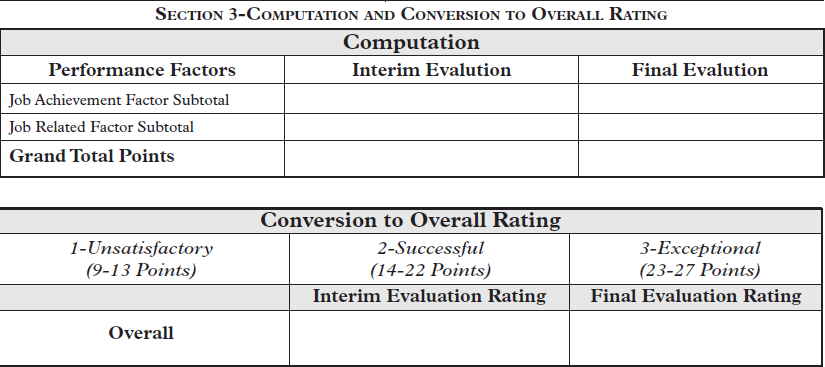 SECTION 3-COMPUTATION AND CONVERSION TO OVERALL RATING
Computation
Performance Factors Interim Evalution Final Evalution
Job Achievement Factor Subtotal
Job Related Factor Subtotal
Grand Total Points
Conversion to Overall Rating
1-Unsatisfactory 2-Successful 3-Exceptional
(9-13 Points) (14-22 Points) (23-27 Points)
Interim Evaluation Rating Final Evaluation Rating
Overall